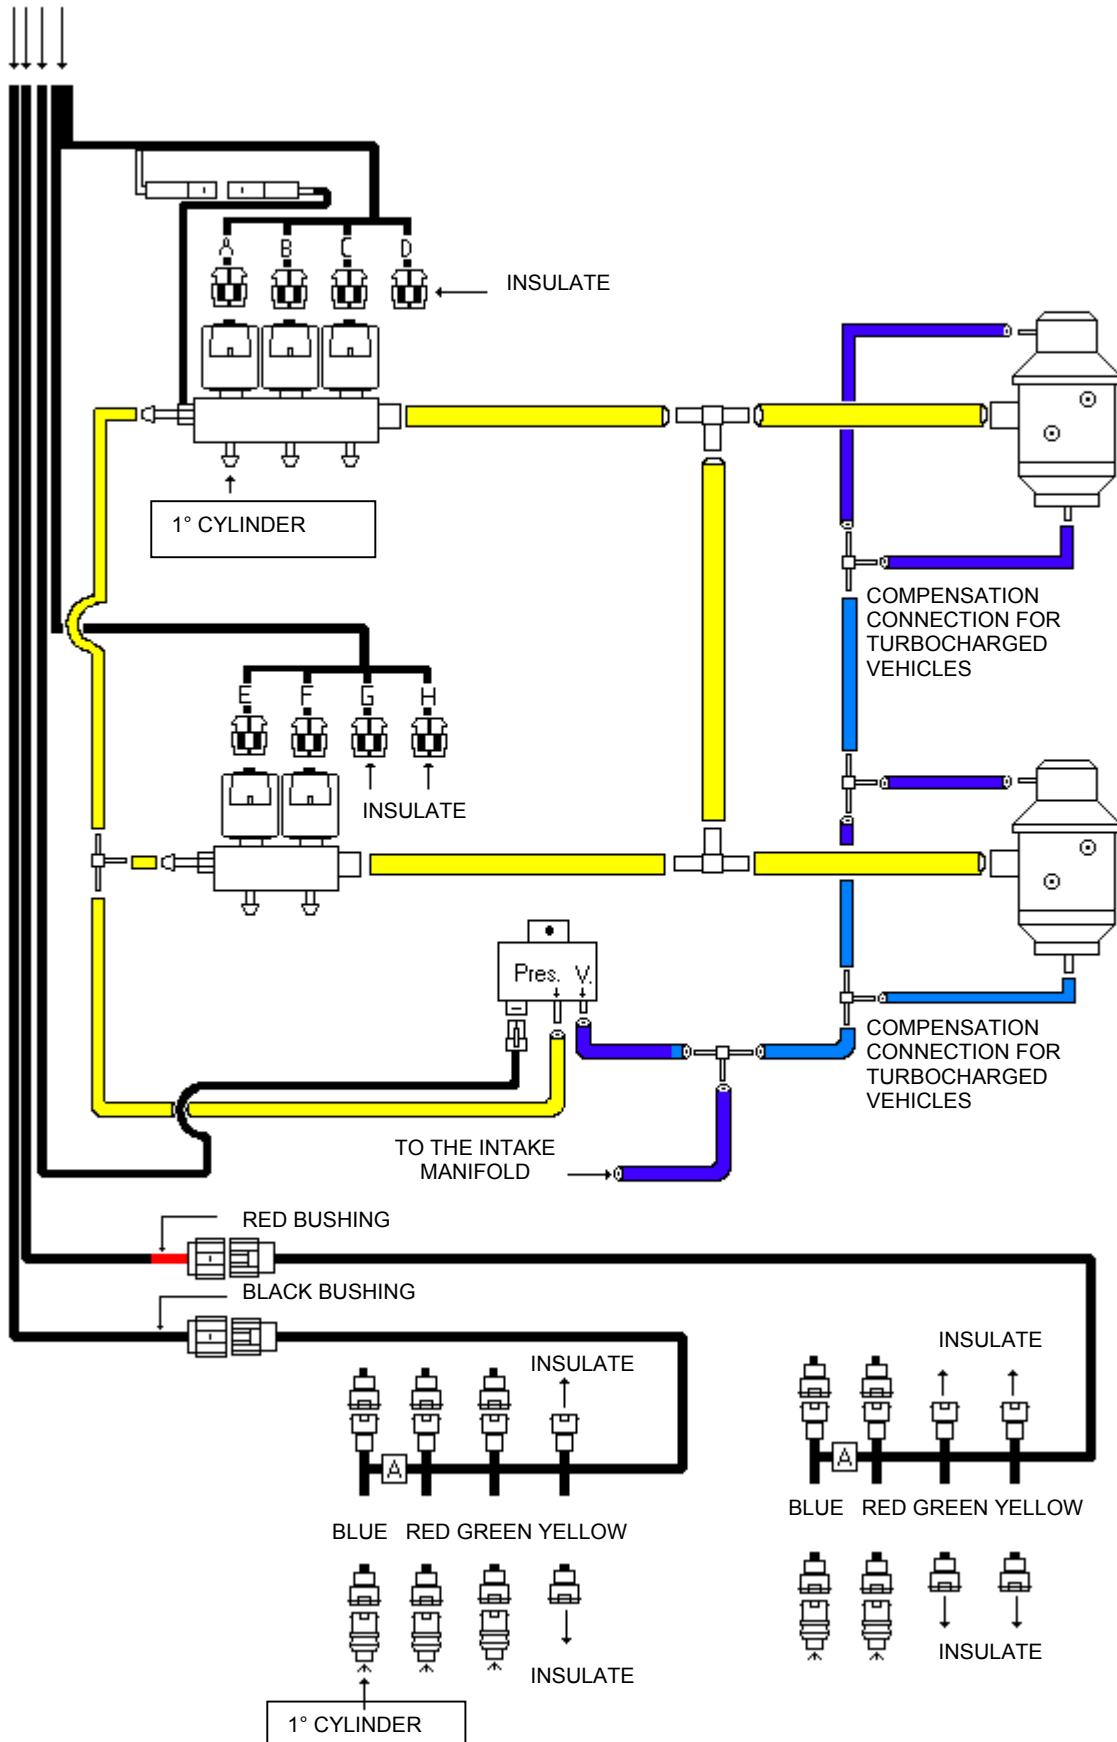 A B C D
INSULATE
1° CYLINDER
COMPENSATION
CONNECTION FOR
TURBOCHARGED
VEHICLES
E F G H
INSULATE
Pres. V.
COMPENSATION
CONNECTION FOR
TURBOCHARGED
VEHICLES
TO THE INTAKE
MANIFOLD
RED BUSHING
BLACK BUSHING
INSULATE
A
BLUE RED GREEN YELLOW
INSULATE
1° CYLINDER
INSULATE
A
BLUE RED GREEN YELLOW
INSULATE